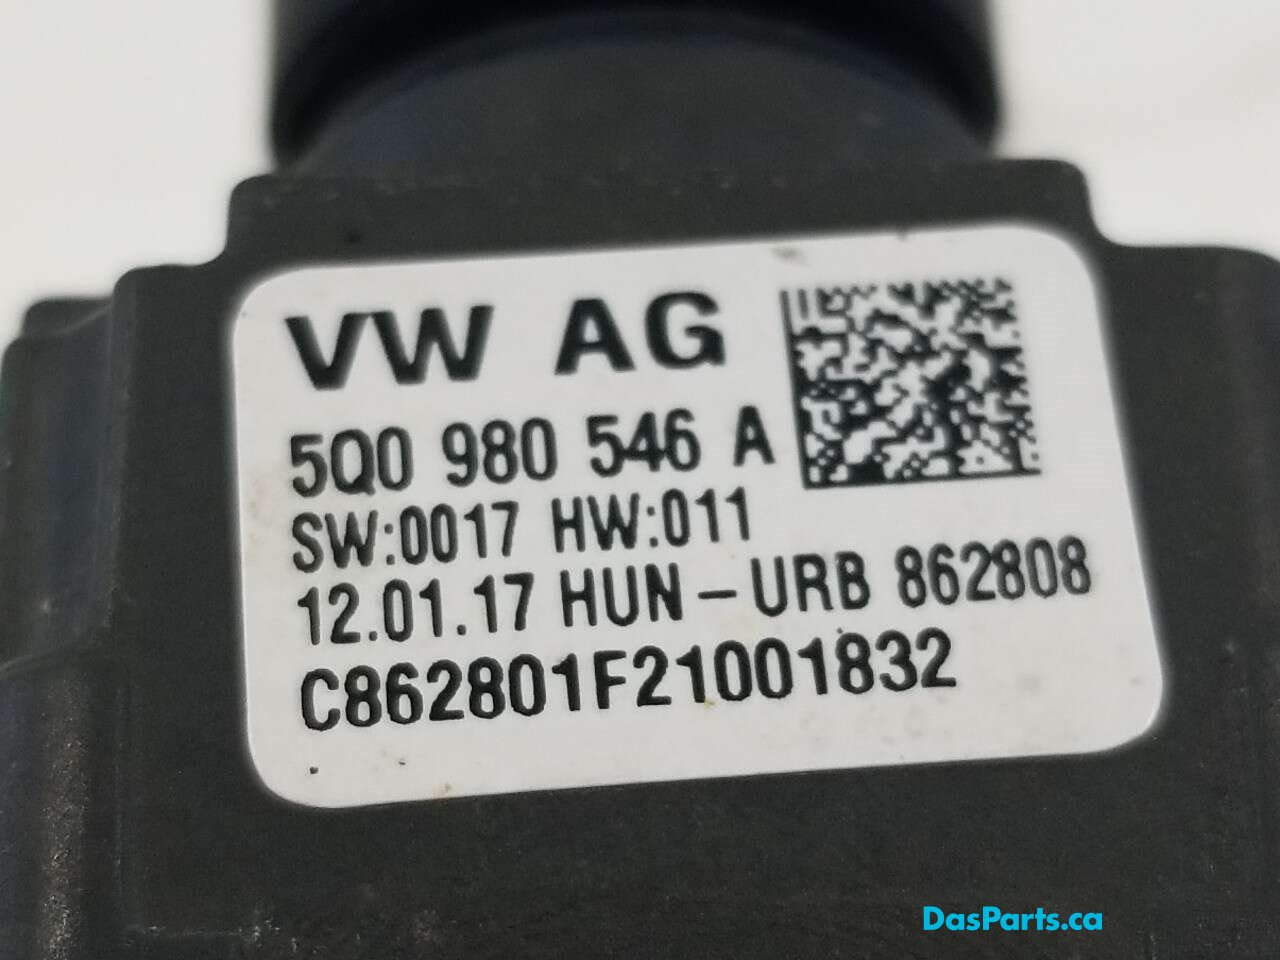 VW AG
5Q0 980 546 A
SW:0017 HW:011
12.01.17 HUN-URB 862808
C862801F21001832
DasParts.ca